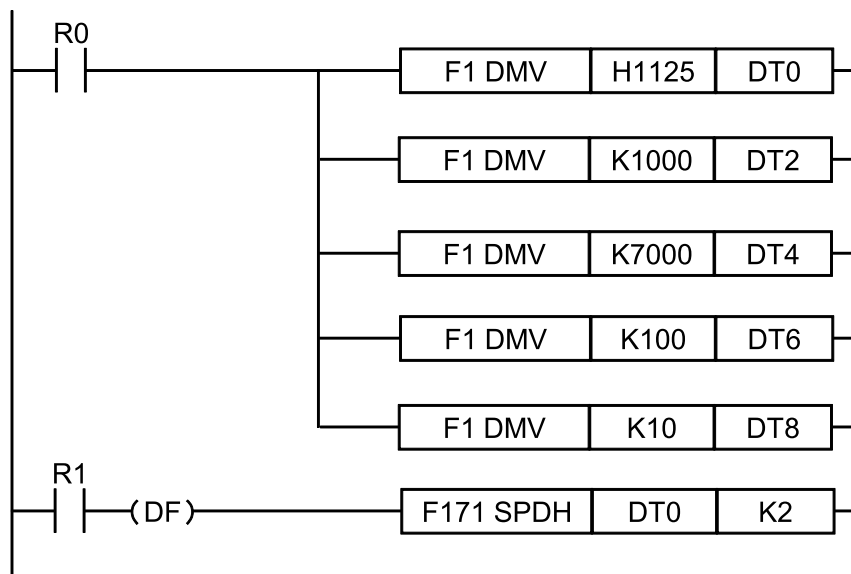 R0
F1 DMV H1125 DT0
F1 DMV K1000 DT2
F1 DMV K7000 DT4
F1 DMV K100 DT6
F1 DMV K10 DT8
R1
(DF) F171 SPDH DT0 K2